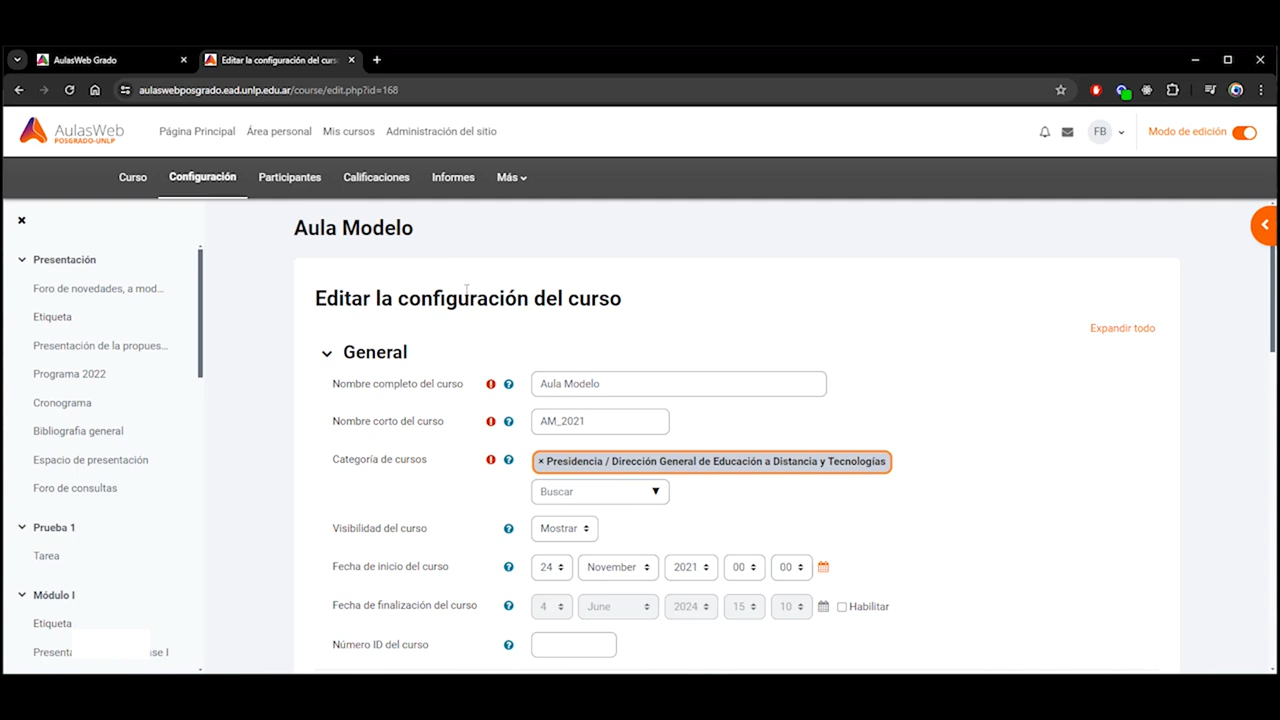 AulasWeb Grado
Editar la configuración del curs
aulaswebposgrado.ead.unlp.edu.ar/course/edit.php?id=168
AulasWeb
POSGRADO-UNLP
Página Principal Área personal Mis cursos Administración del sitio
FB
Modo de edición
Curso Configuración Participantes Calificaciones Informes Más
Presentación
Foro de novedades, a mod...
Etiqueta
Presentación de la propues...
Programa 2022
Cronograma
Bibliografia general
Espacio de presentación
Foro de consultas
Prueba 1
Tarea
Módulo I
Etiqueta
Aula Modelo
Editar la configuración del curso
Expandir todo
General
Nombre completo del curso Aula Modelo
Nombre corto del curso AM_2021
Categoría de cursos × Presidencia / Dirección General de Educación a Distancia y Tecnologías
Buscar
Visibilidad del curso Mostrar
Fecha de inicio del curso 24 November 2021 00 00
Fecha de finalización del curso 4 June 2024 15 10 Habilitar
Número ID del curso